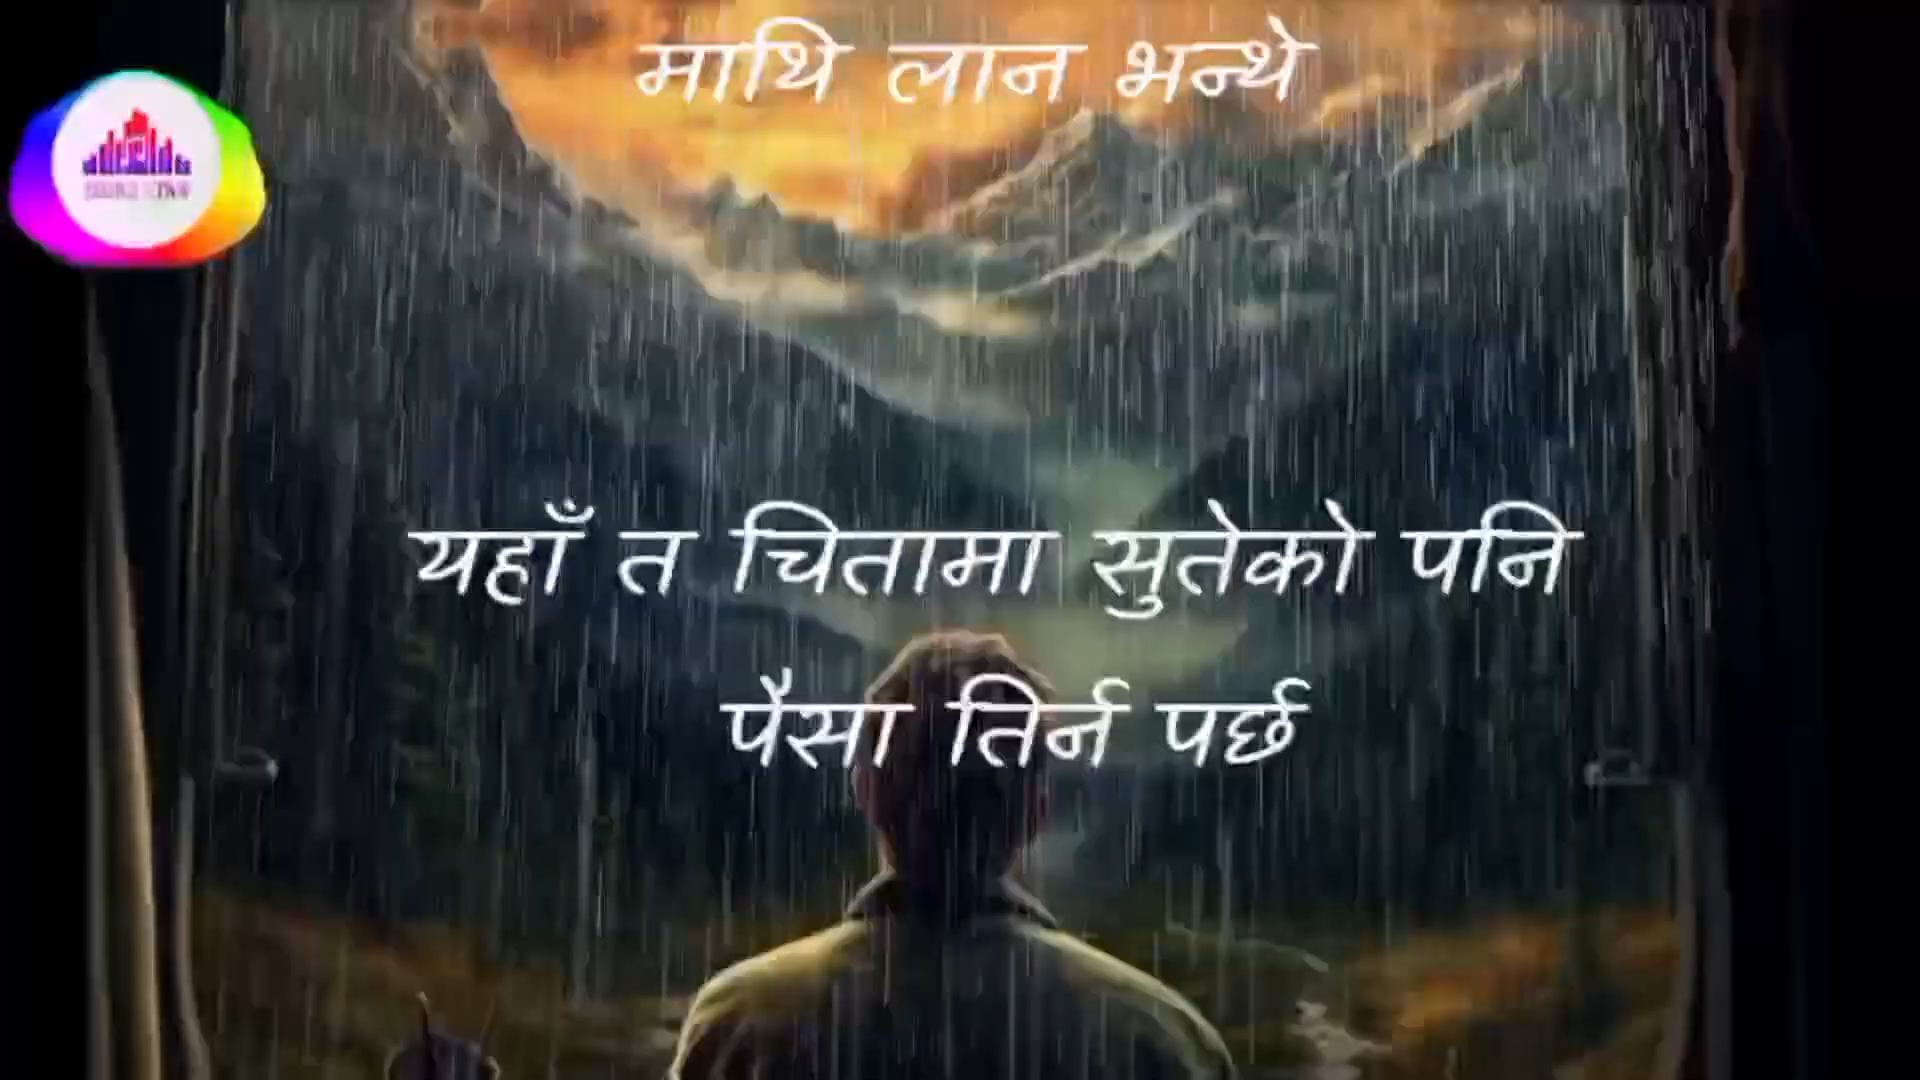 माथि लान भन्थे
यहाँ त चितामा सुतेको पनि
पैसा तिर्न पर्छ